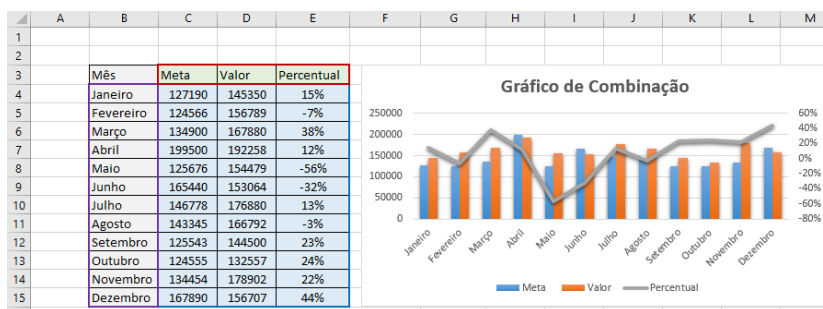 A B C D E F G H I J K L M
1
2
3 Mês Meta Valor Percentual
4 Janeiro 127190 145350 15%
5 Fevereiro 124566 156789 -7%
6 Março 134900 167880 38%
7 Abril 199500 192258 12%
8 Maio 125676 154479 -56%
9 Junho 165440 153064 -32%
10 Julho 146778 176880 13%
11 Agosto 143345 166792 -3%
12 Setembro 125543 144500 23%
13 Outubro 124555 132557 24%
14 Novembro 134454 178902 22%
15 Dezembro 167890 156707 44%
Gráfico de Combinação
250000
200000
150000
100000
50000
0
60%
40%
20%
0%
-20%
-40%
-60%
-80%
Janeiro Fevereiro Março Abril Maio Junho Julho Agosto Setembro Outubro Novembro Dezembro
Meta Valor Percentual